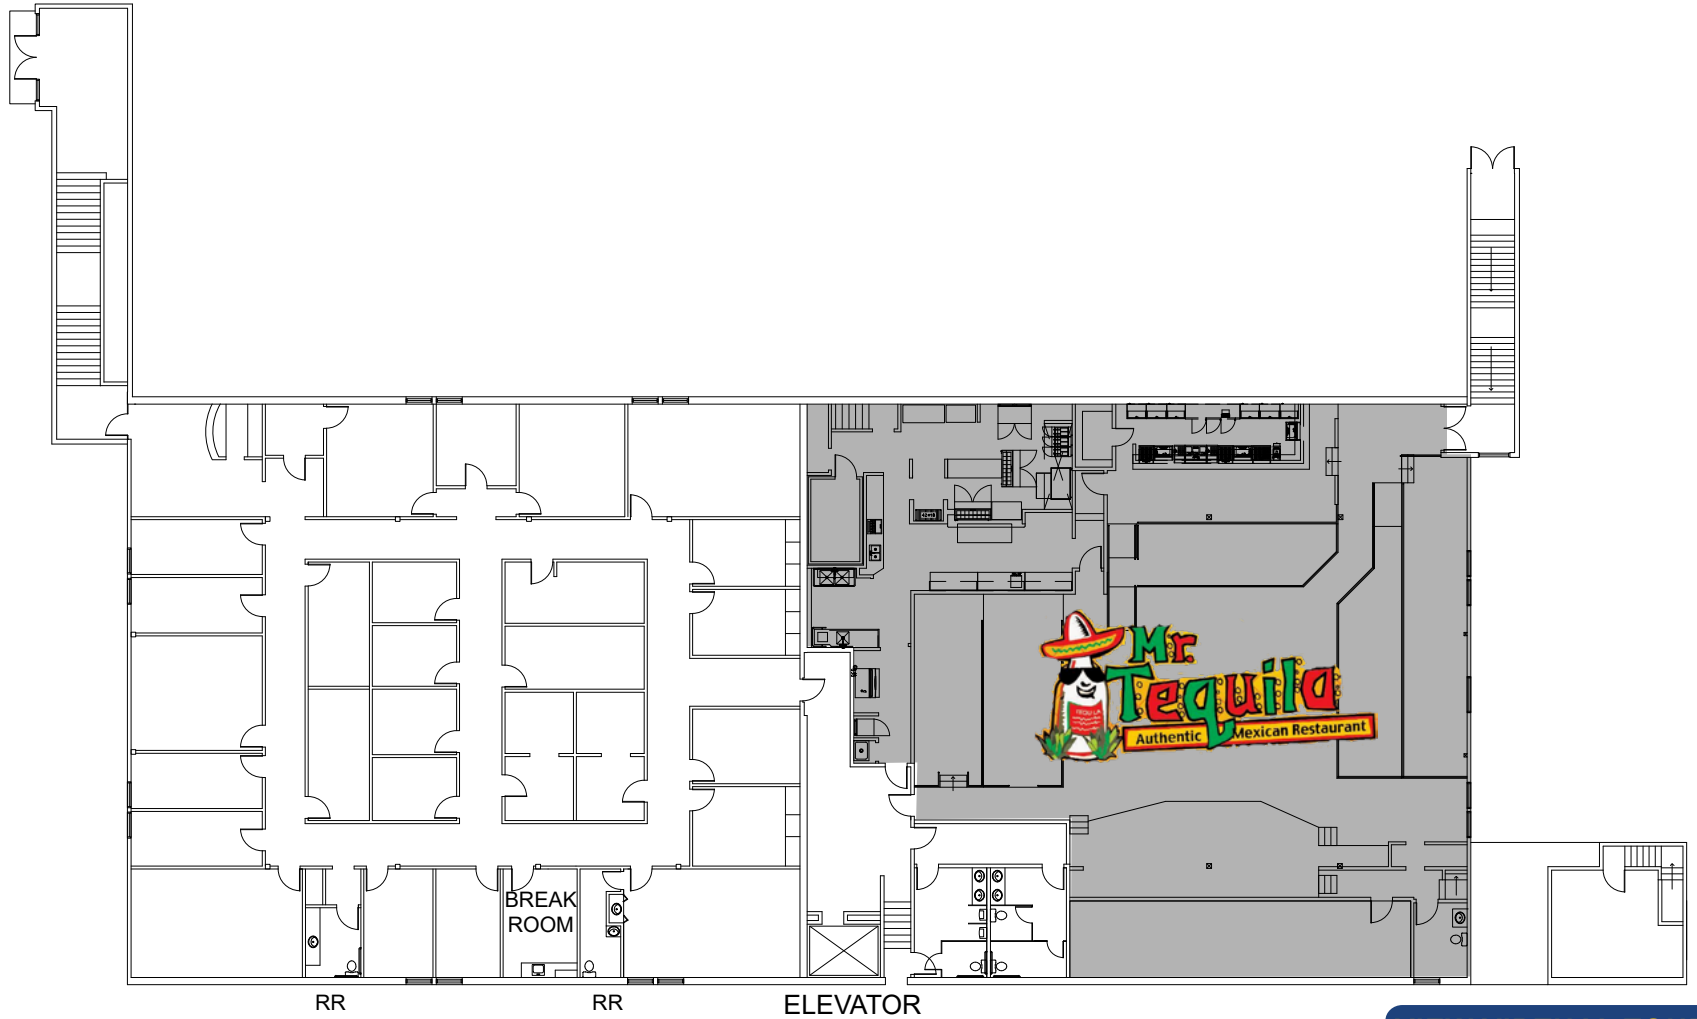 Mr.
Tequila
Authentic Mexican Restaurant
BREAK
ROOM
RR
RR
ELEVATOR